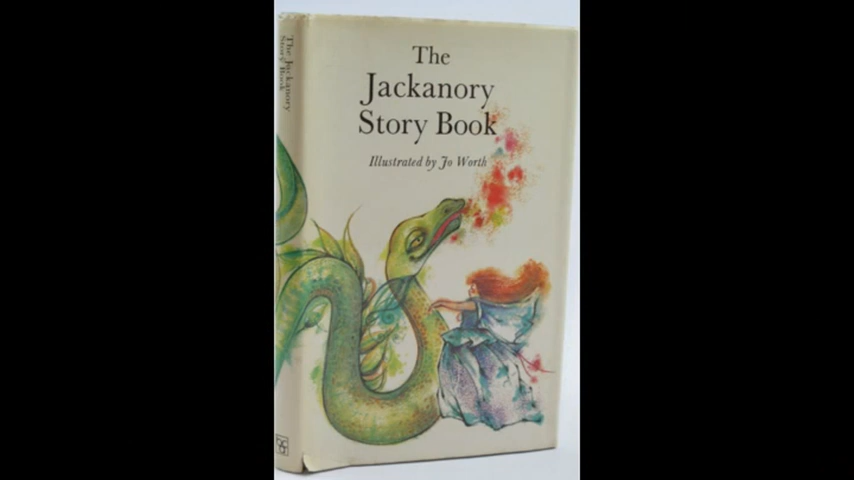 The
Jackanory
Story Book
Illustrated by Jo Worth
The Jackanory
Story Book